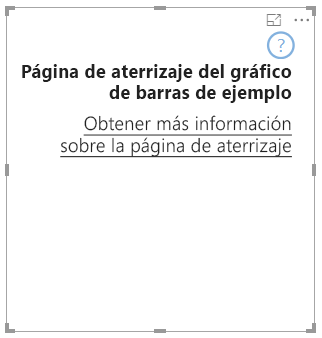 ?
Página de aterrizaje del gráfico
de barras de ejemplo
Obtener más información
sobre la página de aterrizaje